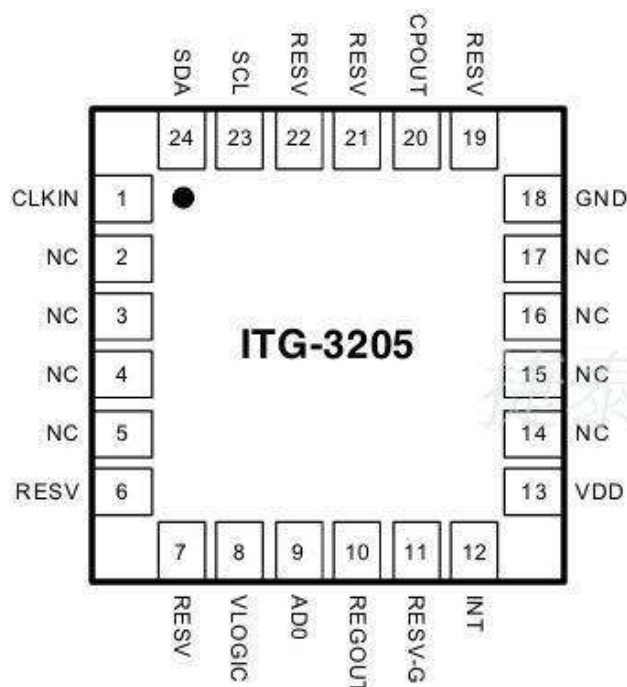 SDA SCL RESV RESV CPOUT RESV
24 23 22 21 20 19
CLKIN 1 18 GND
NC 2 17 NC
NC 3 16 NC
ITG-3205
NC 4 15 NC
NC 5 14 NC
RESV 6 13 VDD
7 8 9 10 11 12
RESV VLOGIC AD0 REGOUT RESV-G INT